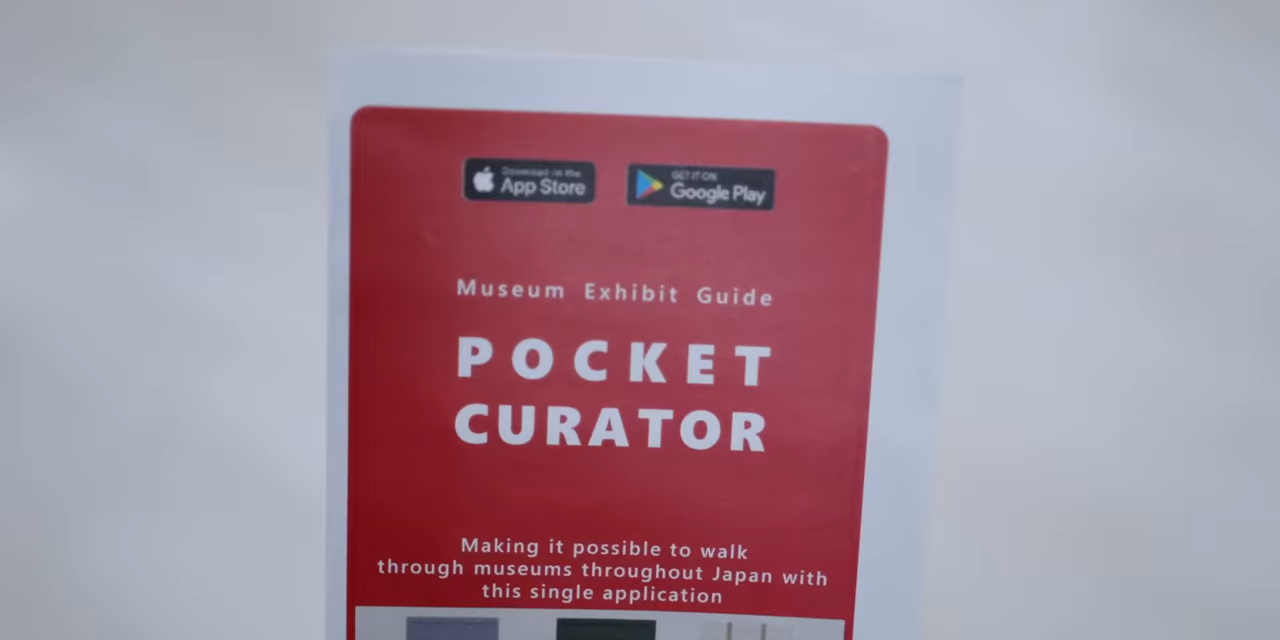 Download on the
App Store
GET IT ON
Google Play
Museum Exhibit Guide
POCKET
CURATOR
Making it possible to walk
through museums throughout Japan with
this single application